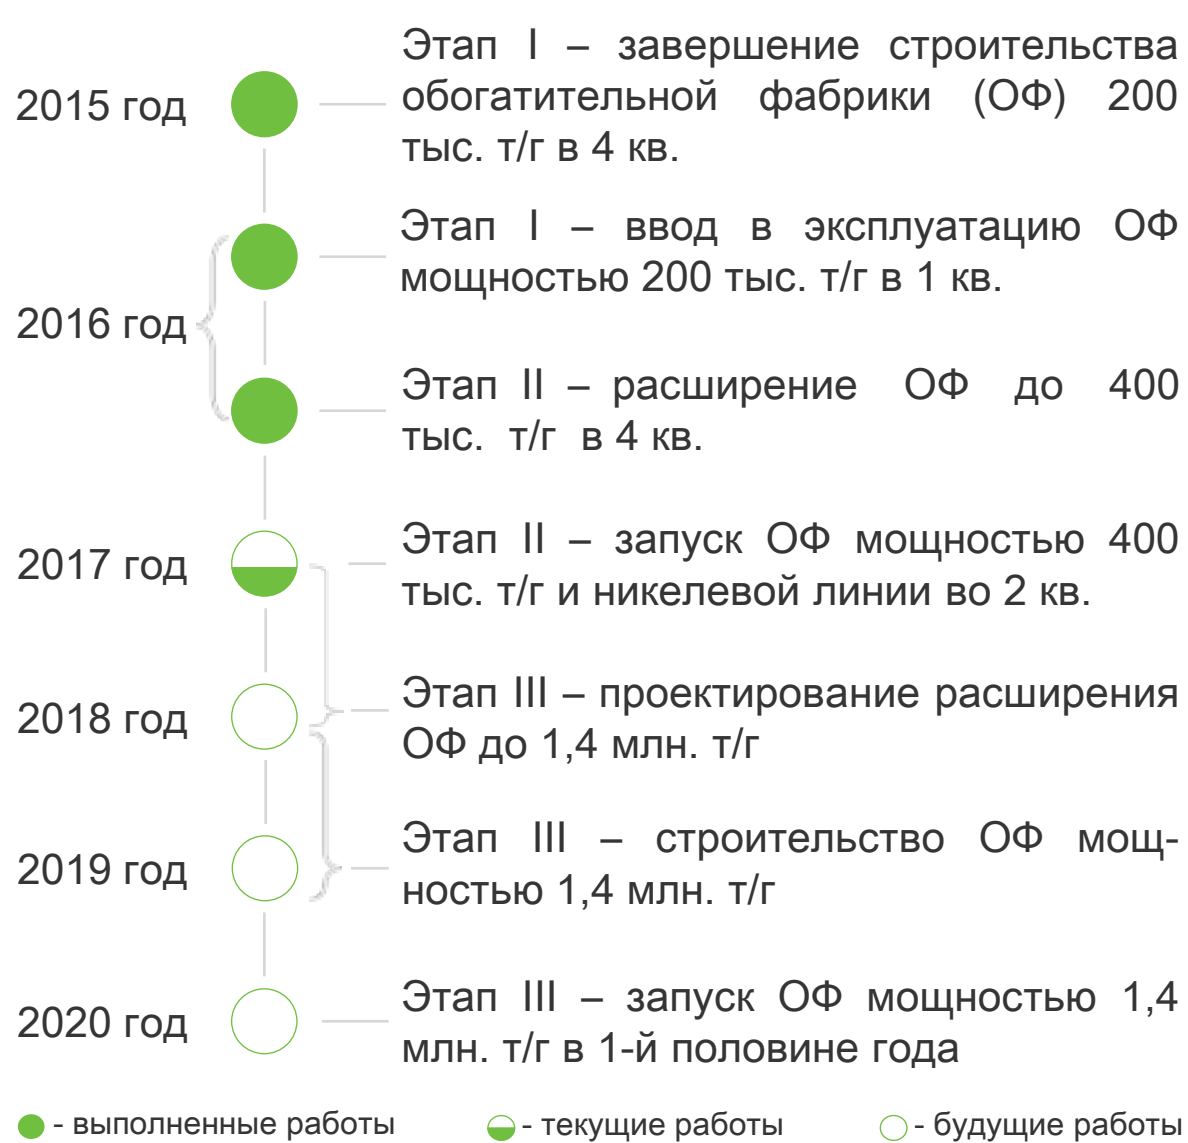 2015 год
Этап I – завершение строительства
обогатительной фабрики (ОФ) 200
тыс. т/г в 4 кв.
2016 год
Этап I – ввод в эксплуатацию ОФ
мощностью 200 тыс. т/г в 1 кв.
Этап II – расширение ОФ до 400
тыс. т/г в 4 кв.
2017 год
Этап II – запуск ОФ мощностью 400
тыс. т/г и никелевой линии во 2 кв.
2018 год
Этап III – проектирование расширения
ОФ до 1,4 млн. т/г
2019 год
Этап III – строительство ОФ мощ-
ностью 1,4 млн. т/г
2020 год
Этап III – запуск ОФ мощностью 1,4
млн. т/г в 1-й половине года
- выполненные работы
- текущие работы
- будущие работы